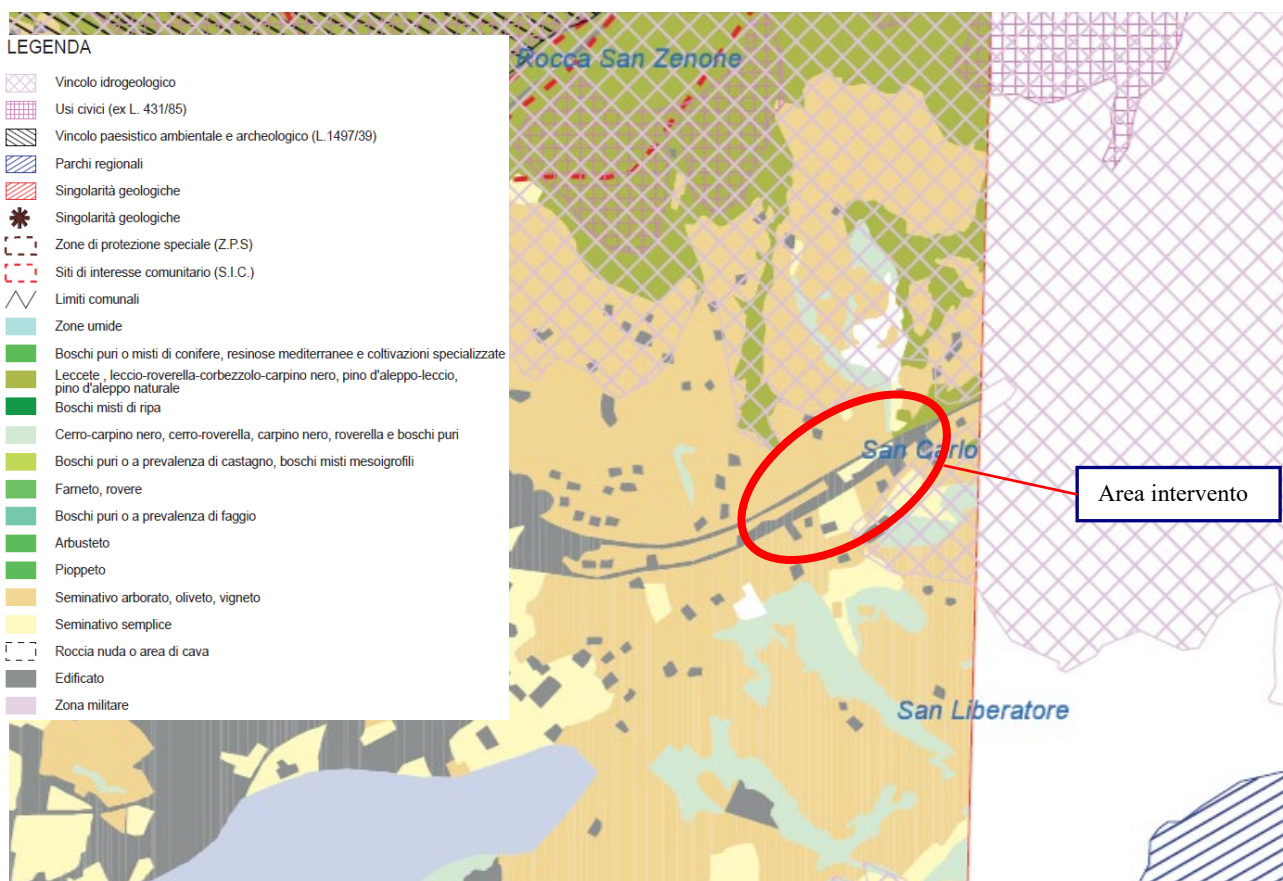 LEGENDA
Vincolo idrogeologico
Usi civici (ex L. 431/85)
Vincolo paesistico ambientale e archeologico (L.1497/39)
Parchi regionali
Singolarità geologiche
Singolarità geologiche
Zone di protezione speciale (Z.P.S)
Siti di interesse comunitario (S.I.C.)
Limiti comunali
Zone umide
Boschi puri o misti di conifere, resinose mediterranee e coltivazioni specializzate
Leccete , leccio-roverella-corbezzolo-carpino nero, pino d'aleppo-leccio,
pino d'aleppo naturale
Boschi misti di ripa
Cerro-carpino nero, cerro-roverella, carpino nero, roverella e boschi puri
Boschi puri o a prevalenza di castagno, boschi misti mesoigrofili
Farneto, rovere
Boschi puri o a prevalenza di faggio
Arbusteto
Pioppeto
Seminativo arborato, oliveto, vigneto
Seminativo semplice
Roccia nuda o area di cava
Edificato
Zona militare
Rocca San Zenone
San Carlo
Area intervento
San Liberatore